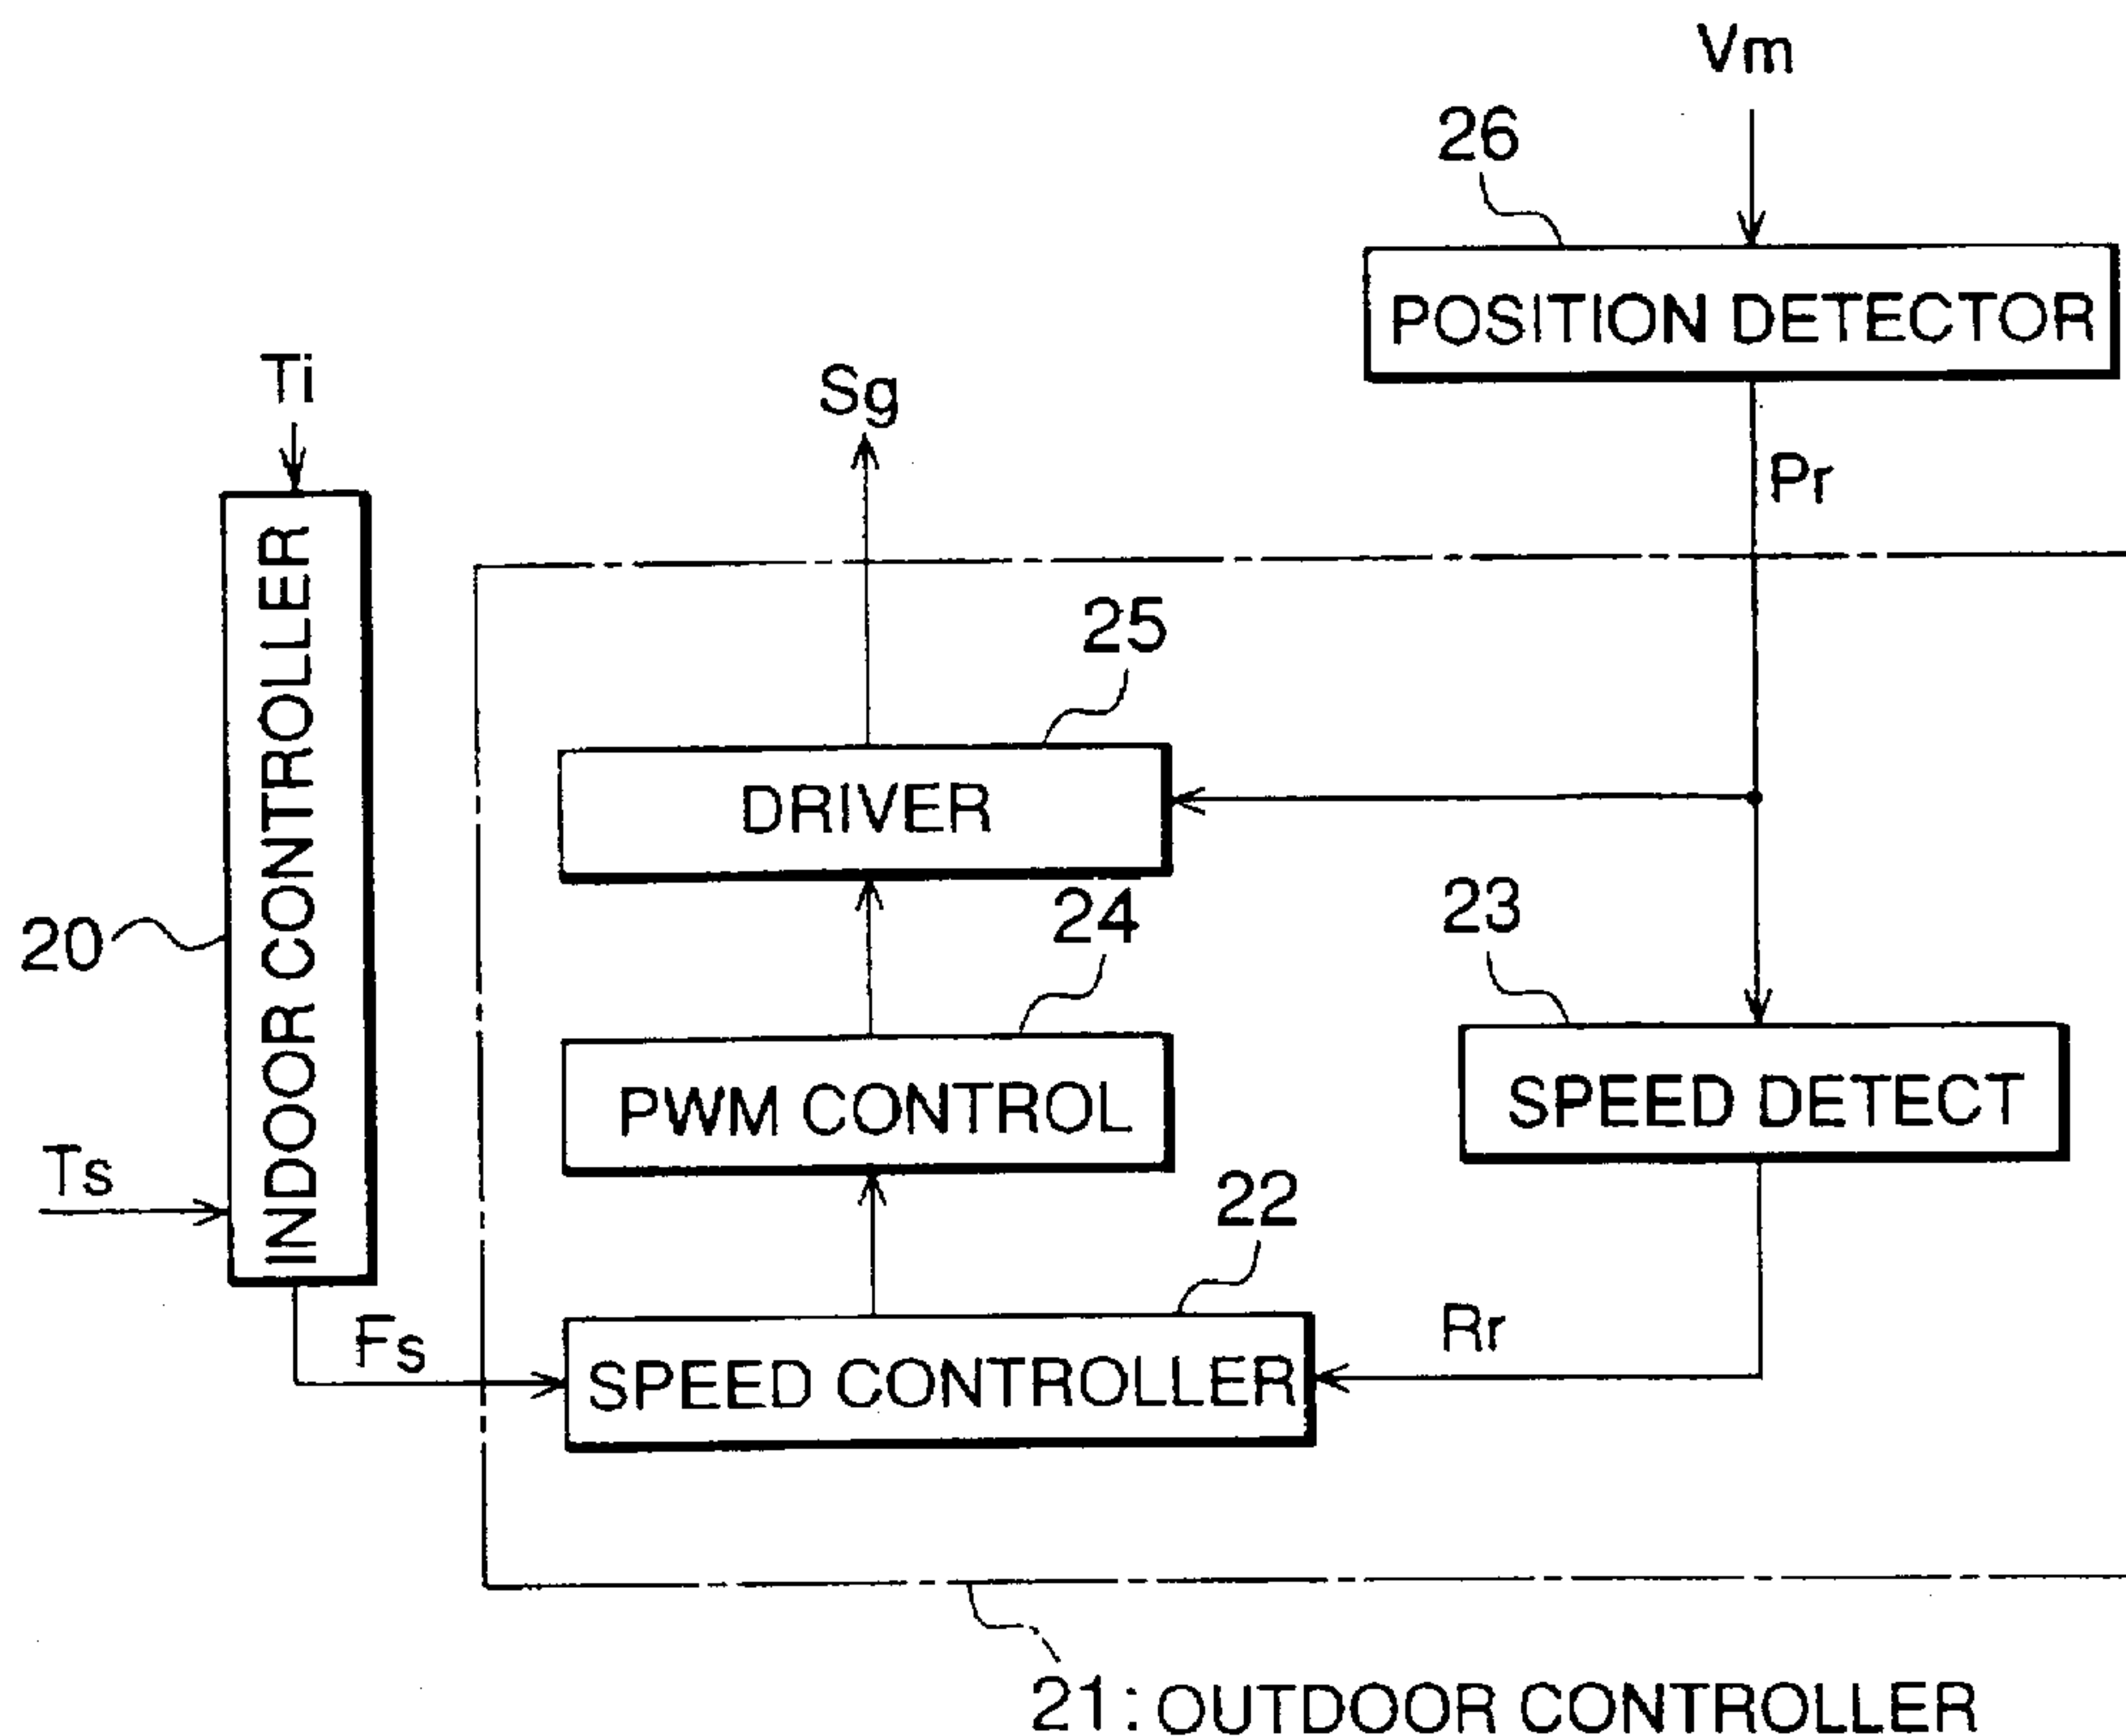 Vm
26
POSITION DETECTOR
Ti
Sg
Pr
25
INDOOR CONTROLLER
DRIVER
20
24
23
PWM CONTROL
SPEED DETECT
Ts
22
Fs
Rr
SPEED CONTROLLER
21: OUTDOOR CONTROLLER